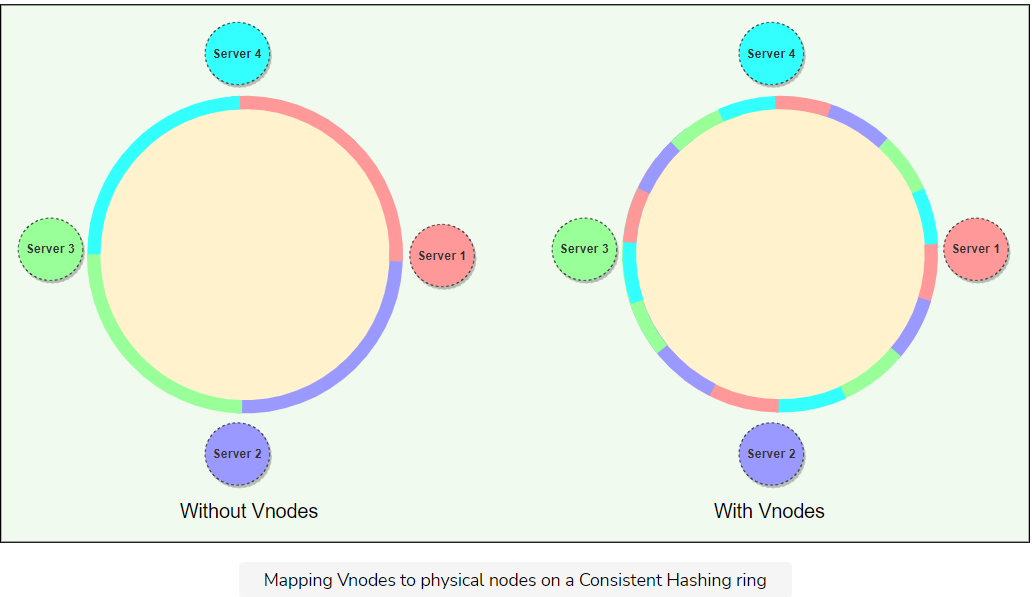 Server 4
Server 3
Server 1
Server 2
Without Vnodes
Server 4
Server 3
Server 1
Server 2
With Vnodes
Mapping Vnodes to physical nodes on a Consistent Hashing ring